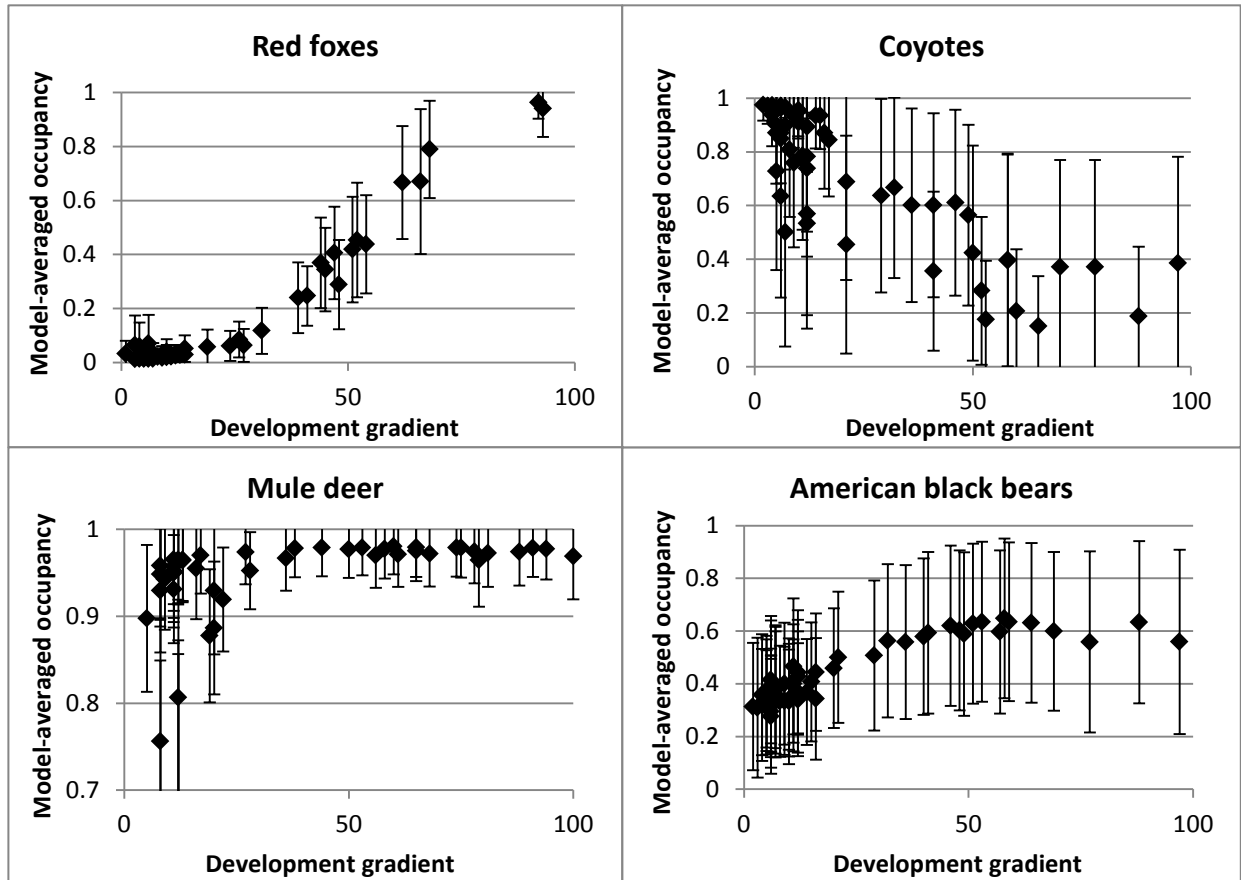 Red foxes
Model-averaged occupancy
1
0.8
0.6
0.4
0.2
0
0 50 100
Development gradient
Coyotes
Model-averaged occupancy
1
0.8
0.6
0.4
0.2
0
0 50 100
Development gradient
Mule deer
Model-averaged occupancy
1
0.9
0.8
0.7
0 50 100
Development gradient
American black bears
Model-averaged occupancy
1
0.8
0.6
0.4
0.2
0
0 50 100
Development gradient